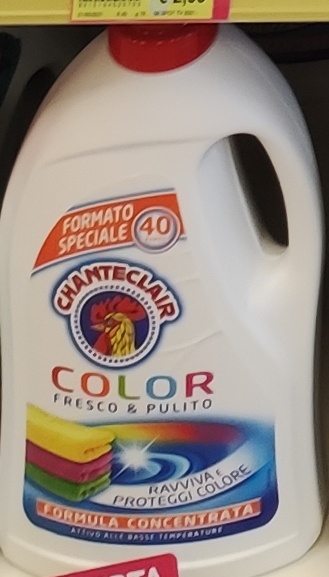 FORMATO
SPECIALE
40
CHANTECLAIR
COLOR
FRESCO & PULITO
RAVVIVA E
PROTEGGI COLORE
FORMULA CONCENTRATA
ATTIVO ALLE BASSE TEMPERATURE